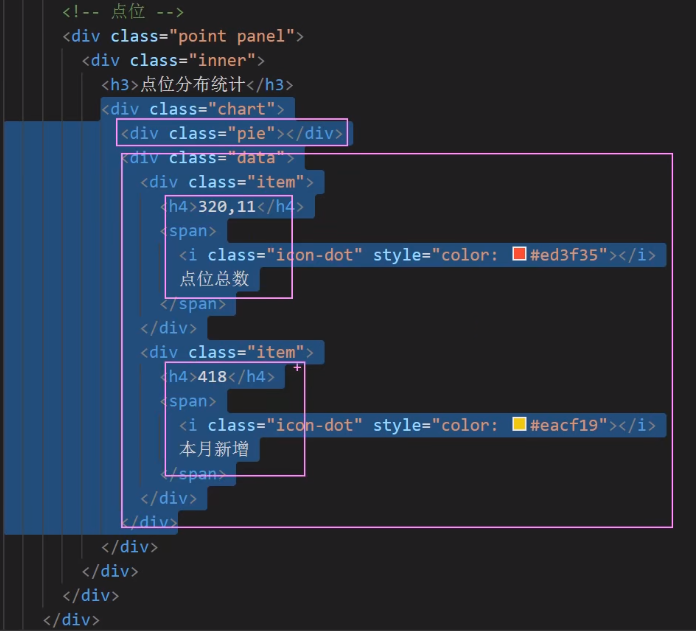 <!-- 点位 -->
<div class="point panel">
<div class="inner">
<h3>点位分布统计</h3>
<div class="chart">
<div class="pie"></div>
<div class="data">
<div class="item">
<h4>320,11</h4>
<span>
<i class="icon-dot" style="color: #ed3f35"></i>
点位总数
</span>
</div>
<div class="item">
<h4>418</h4>
<span>
<i class="icon-dot" style="color: #eacf19"></i>
本月新增
</span>
</div>
</div>
</div>
</div>
</div>
</div>